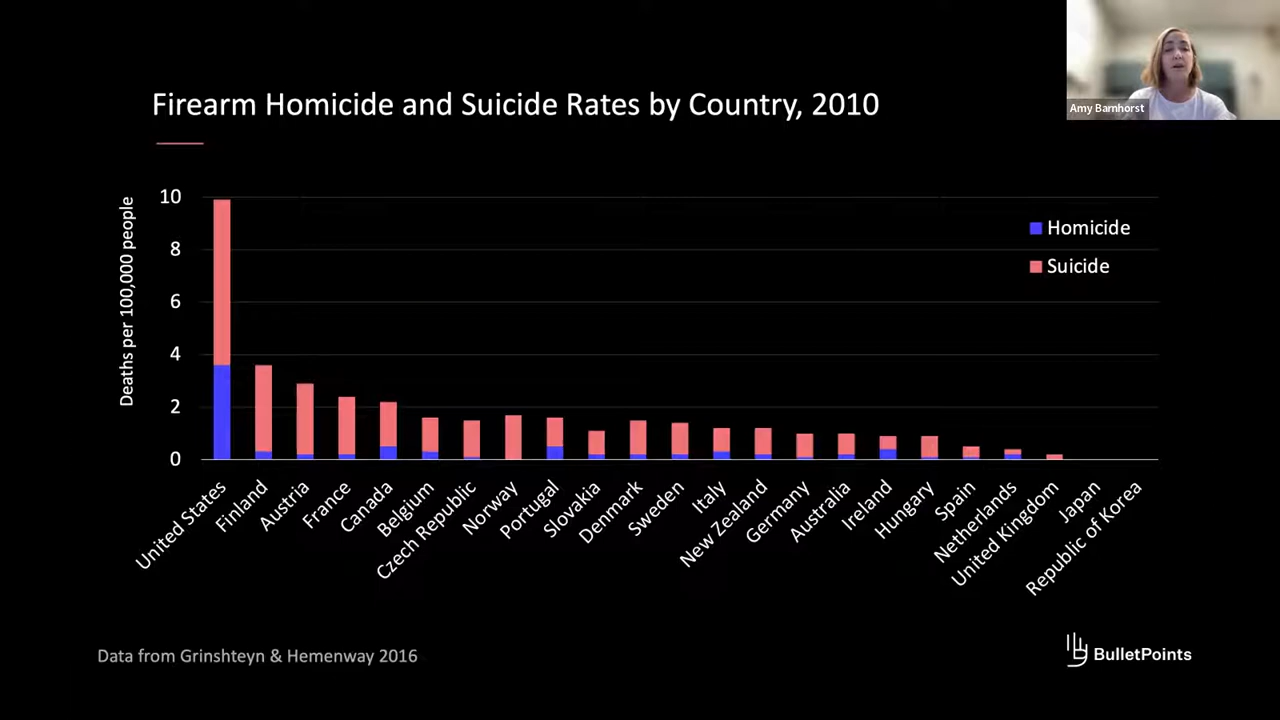 Amy Barnhorst
Firearm Homicide and Suicide Rates by Country, 2010
Deaths per 100,000 people
10
8
6
4
2
0
Homicide
Suicide
United States
Finland
Austria
France
Canada
Belgium
Czech Republic
Norway
Portugal
Slovakia
Denmark
Sweden
Italy
New Zealand
Germany
Australia
Ireland
Hungary
Spain
Netherlands
United Kingdom
Japan
Republic of Korea
Data from Grinshteyn & Hemenway 2016
BulletPoints